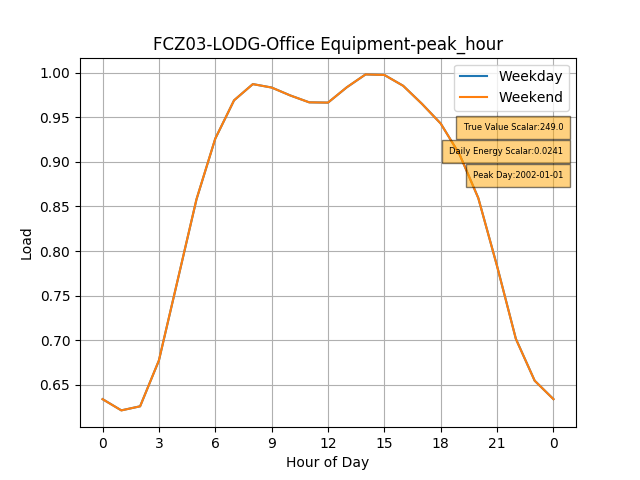 FCZ03-LODG-Office Equipment-peak_hour
Weekday
Weekend
True Value Scalar:249.0
Daily Energy Scalar:0.0241
Peak Day:2002-01-01
Load
1.00
0.95
0.90
0.85
0.80
0.75
0.70
0.65
0 3 6 9 12 15 18 21 0
Hour of Day